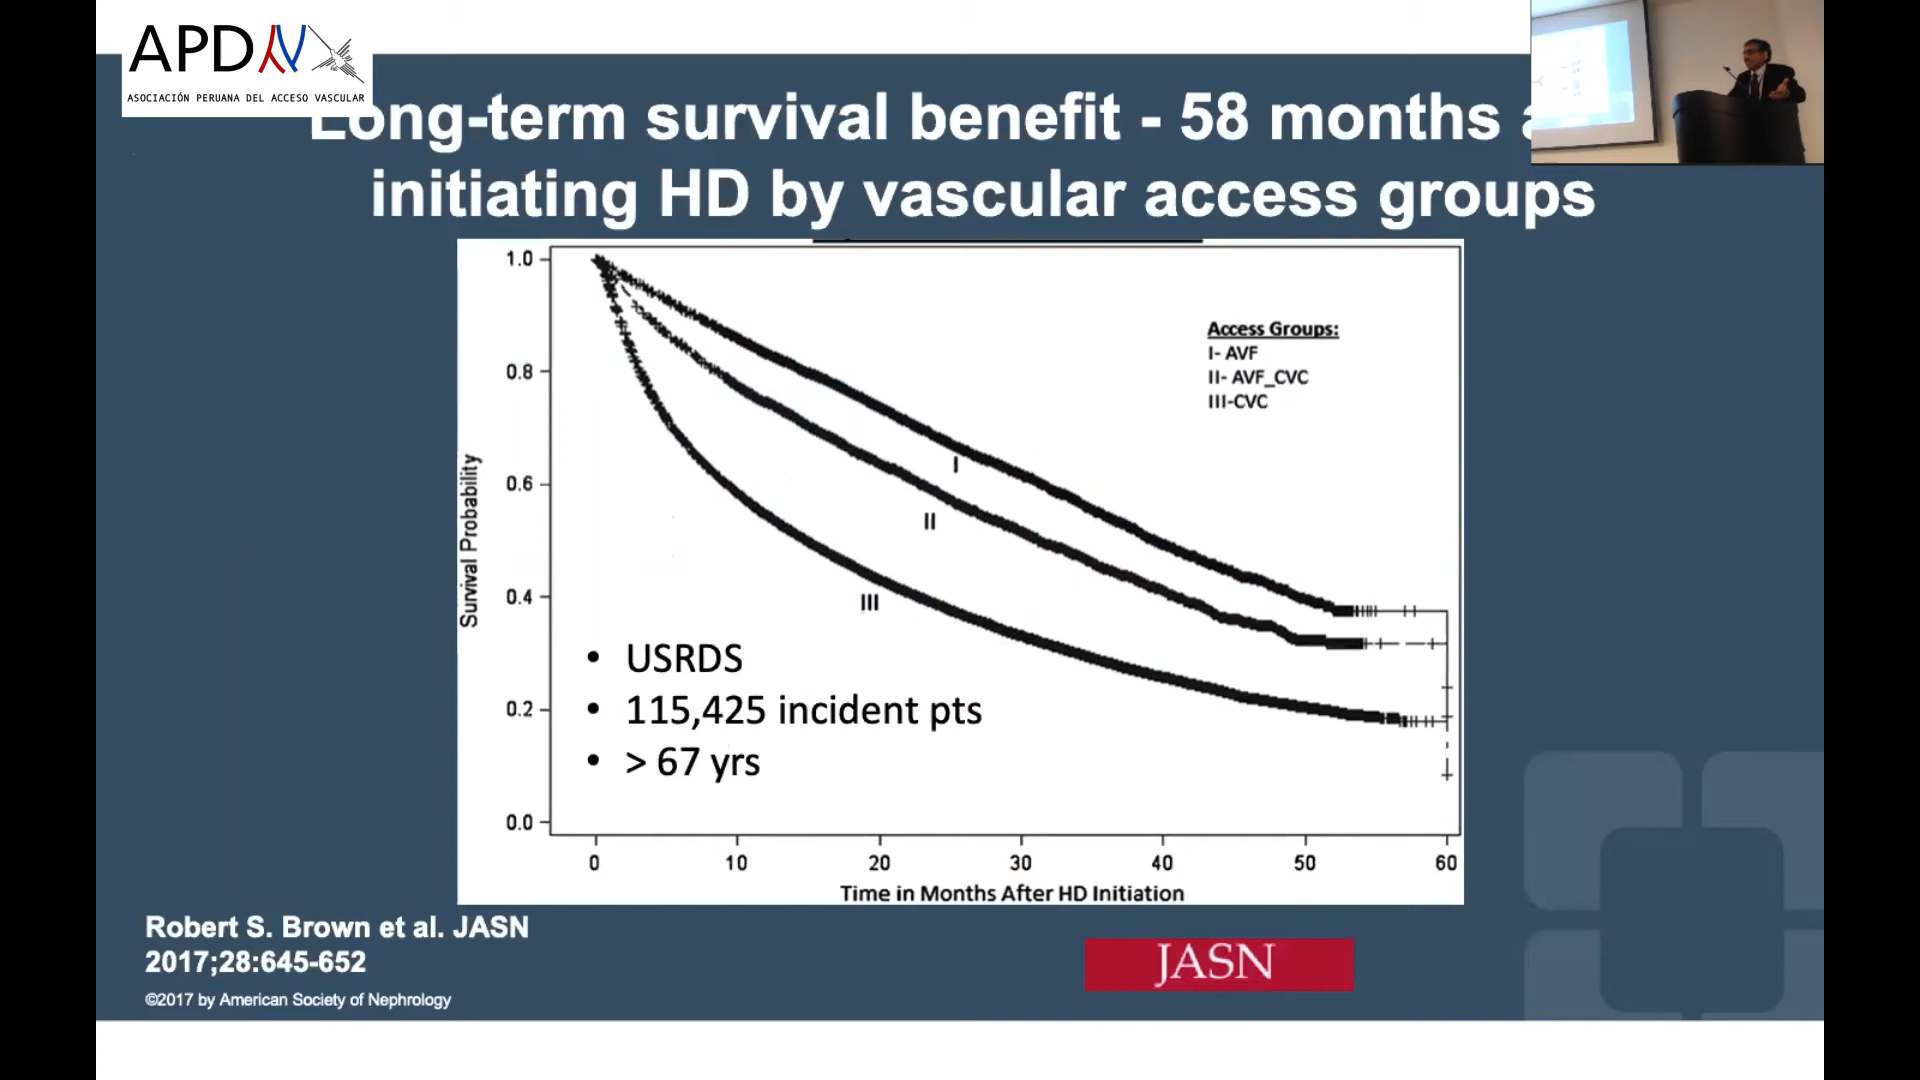 APDAV
ASOCIACIÓN PERUANA DEL ACCESO VASCULAR
Long-term survival benefit - 58 months
initiating HD by vascular access groups
1.0
0.8
0.6
0.4
0.2
0.0
Survival Probability
Access Groups:
I- AVF
II- AVF_CVC
III-CVC
I
II
III
• USRDS
• 115,425 incident pts
• > 67 yrs
0 10 20 30 40 50 60
Time in Months After HD Initiation
Robert S. Brown et al. JASN
2017;28:645-652
©2017 by American Society of Nephrology
JASN